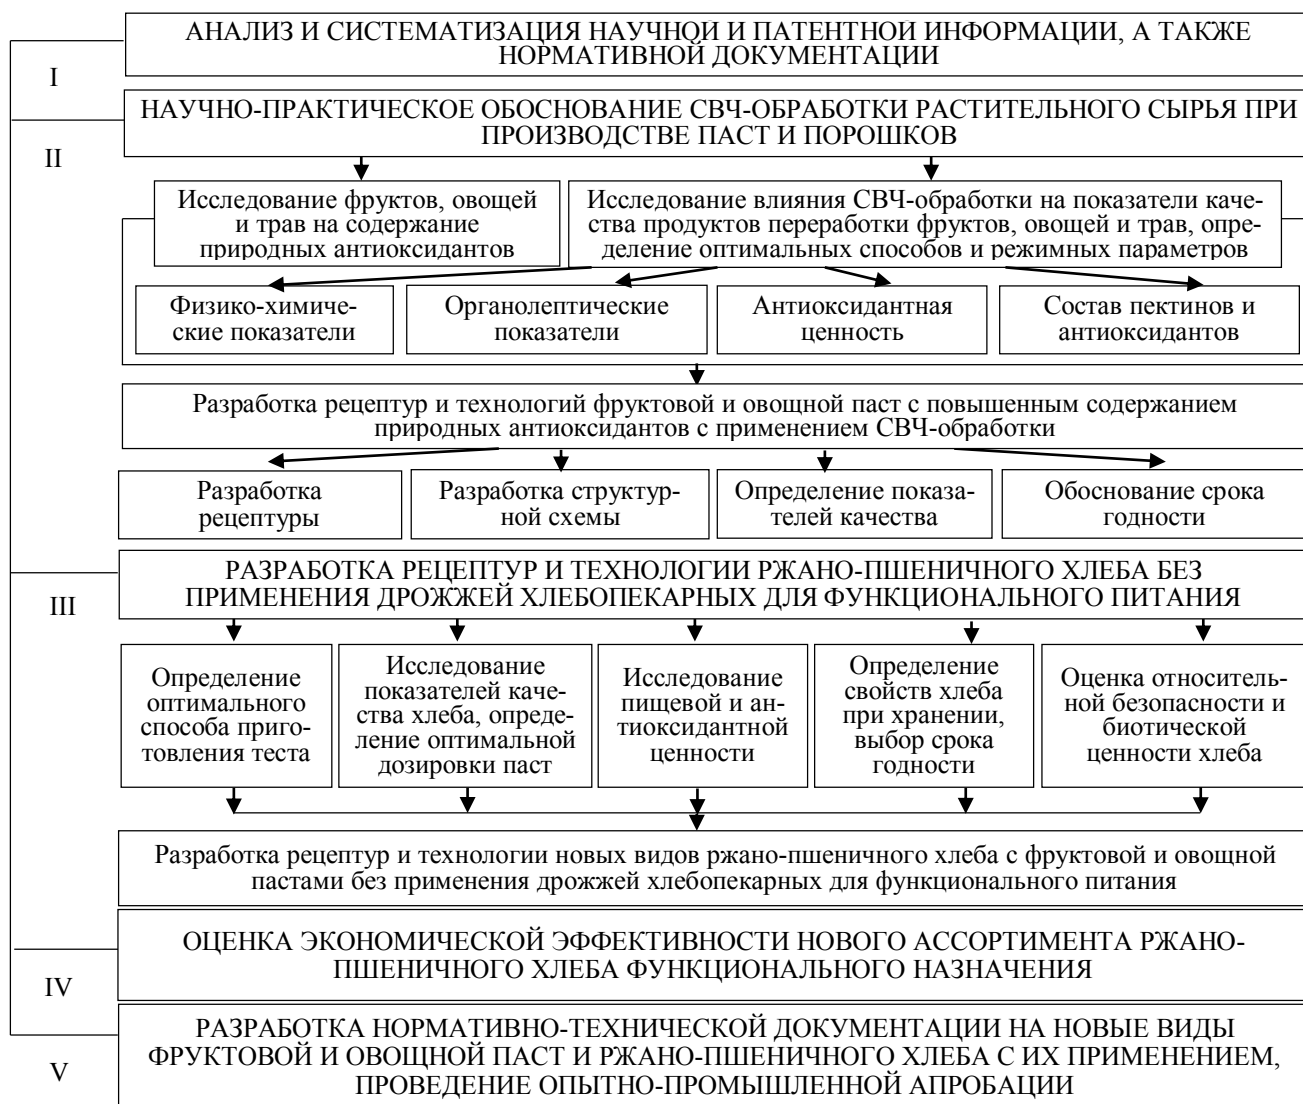 АНАЛИЗ И СИСТЕМАТИЗАЦИЯ НАУЧНОЙ И ПАТЕНТНОЙ ИНФОРМАЦИИ, А ТАКЖЕ
НОРМАТИВНОЙ ДОКУМЕНТАЦИИ
I
НАУЧНО-ПРАКТИЧЕСКОЕ ОБОСНОВАНИЕ СВЧ-ОБРАБОТКИ РАСТИТЕЛЬНОГО СЫРЬЯ ПРИ
ПРОИЗВОДСТВЕ ПАСТ И ПОРОШКОВ
II
Исследование фруктов, овощей
и трав на содержание
природных антиоксидантов
Исследование влияния СВЧ-обработки на показатели каче-
ства продуктов переработки фруктов, овощей и трав, опре-
деление оптимальных способов и режимных параметров
Физико-химиче-
ские показатели
Органолептические
показатели
Антиоксидантная
ценность
Состав пектинов и
антиоксидантов
Разработка рецептур и технологий фруктовой и овощной паст с повышенным содержанием
природных антиоксидантов с применением СВЧ-обработки
Разработка
рецептуры
Разработка структур-
ной схемы
Определение показа-
телей качества
Обоснование срока
годности
РАЗРАБОТКА РЕЦЕПТУР И ТЕХНОЛОГИИ РЖАНО-ПШЕНИЧНОГО ХЛЕБА БЕЗ
ПРИМЕНЕНИЯ ДРОЖЖЕЙ ХЛЕБОПЕКАРНЫХ ДЛЯ ФУНКЦИОНАЛЬНОГО ПИТАНИЯ
III
Определение
оптимального
способа приго-
товления теста
Исследование
показателей каче-
ства хлеба, опреде-
ление оптимальной
дозировки паст
Исследование
пищевой и ан-
тиоксидантной
ценности
Определение
свойств хлеба
при хранении,
выбор срока
годности
Оценка относитель-
ной безопасности и
биотической
ценности хлеба
Разработка рецептур и технологии новых видов ржано-пшеничного хлеба с фруктовой и овощной
пастами без применения дрожжей хлебопекарных для функционального питания
ОЦЕНКА ЭКОНОМИЧЕСКОЙ ЭФФЕКТИВНОСТИ НОВОГО АССОРТИМЕНТА РЖАНО-
ПШЕНИЧНОГО ХЛЕБА ФУНКЦИОНАЛЬНОГО НАЗНАЧЕНИЯ
IV
РАЗРАБОТКА НОРМАТИВНО-ТЕХНИЧЕСКОЙ ДОКУМЕНТАЦИИ НА НОВЫЕ ВИДЫ
ФРУКТОВОЙ И ОВОЩНОЙ ПАСТ И РЖАНО-ПШЕНИЧНОГО ХЛЕБА С ИХ ПРИМЕНЕНИЕМ,
ПРОВЕДЕНИЕ ОПЫТНО-ПРОМЫШЛЕННОЙ АПРОБАЦИИ
V